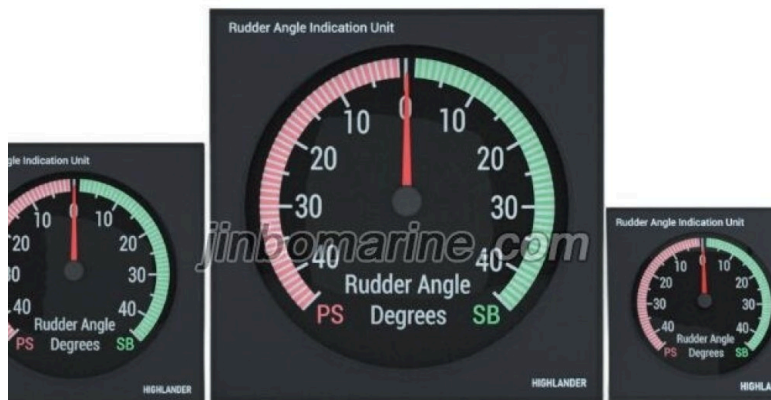 Rudder Angle Indication Unit
0
10 10
20 20
30 30
40 40
Rudder Angle
PS Degrees SB
HIGHLANDER
gle Indication Unit
0
10 10
20
30 30
40 40
Rudder Angle
PS Degrees SB
HIGHLANDER
Rudder Angle Indication Unit
0
10 10
20 20
30 30
40 40
Rudder Angle
PS Degrees SB
HIGHLA
jinbomarine.com